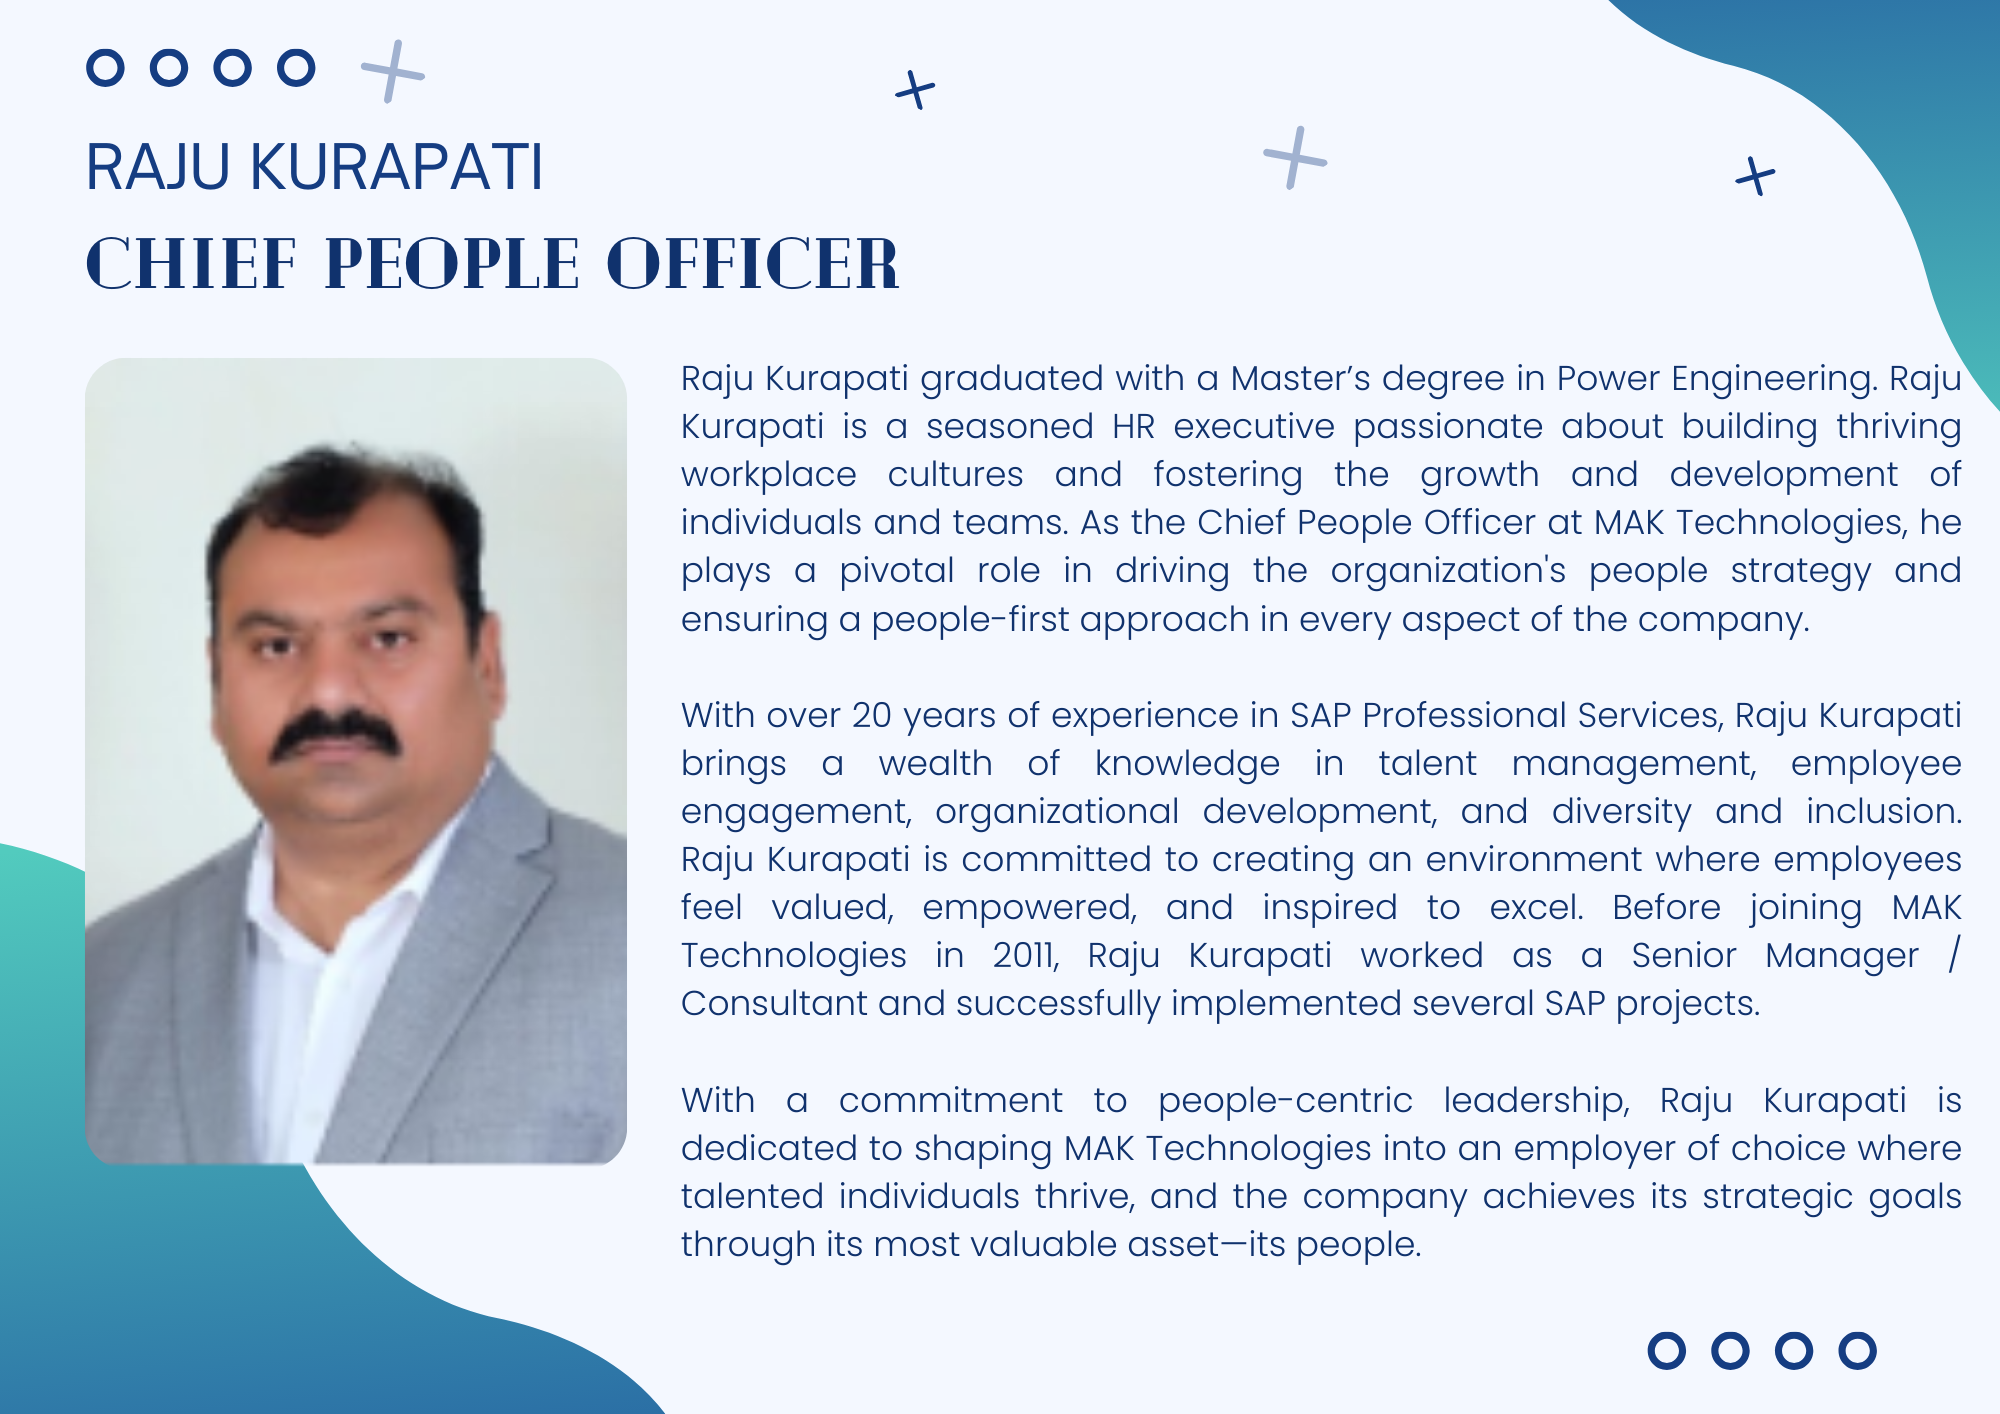 RAJU KURAPATI
CHIEF PEOPLE OFFICER
Raju Kurapati graduated with a Master’s degree in Power Engineering. Raju
Kurapati is a seasoned HR executive passionate about building thriving
workplace cultures and fostering the growth and development of
individuals and teams. As the Chief People Officer at MAK Technologies, he
plays a pivotal role in driving the organization's people strategy and
ensuring a people-first approach in every aspect of the company.
With over 20 years of experience in SAP Professional Services, Raju Kurapati
brings a wealth of knowledge in talent management, employee
engagement, organizational development, and diversity and inclusion.
Raju Kurapati is committed to creating an environment where employees
feel valued, empowered, and inspired to excel. Before joining MAK
Technologies in 2011, Raju Kurapati worked as a Senior Manager /
Consultant and successfully implemented several SAP projects.
With a commitment to people-centric leadership, Raju Kurapati is
dedicated to shaping MAK Technologies into an employer of choice where
talented individuals thrive, and the company achieves its strategic goals
through its most valuable asset—its people.